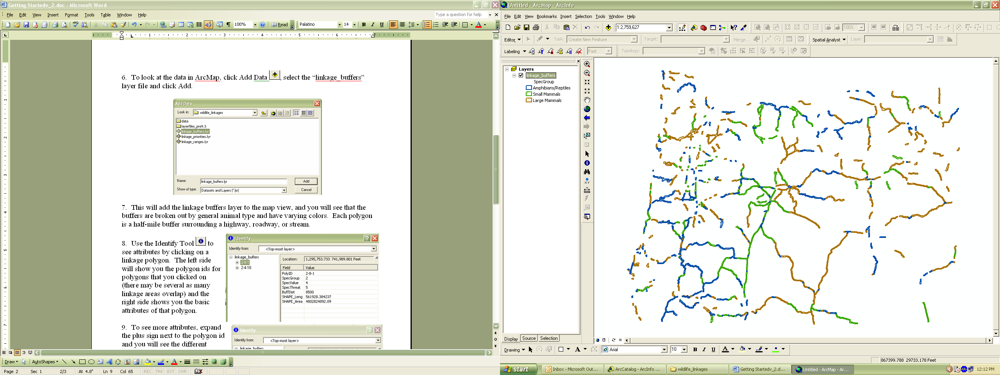 Getting Startedv_2.doc - Microsoft Word
File Edit View Insert Format Tools Table Window Help
Type a question for help
100% Read Palatino 14 B I U
6. To look at the data in ArcMap, click Add Data , select the “linkage_buffers”
layer file and click Add.
Add Data
Look in: wildlife_linkages
data
layerfiles_pre9.3
linkage_buffers.lyr
linkage_priorities.lyr
linkage_ranges.lyr
Name: linkage_buffers.lyr Add
Show of type: Datasets and Layers (*.lyr) Cancel
7. This will add the linkage buffers layer to the map view, and you will see that the
buffers are broken out by general animal type and have varying colors. Each polygon
is a half-mile buffer surrounding a highway, roadway, or stream.
8. Use the Identify Tool to
see attributes by clicking on a
linkage polygon. The left side
will show you the polygon ids for
polygons that you clicked on
(there may be several as many
linkage areas overlap) and the
right side shows you the basic
attributes of that polygon.
Identify
Identify from: <Top-most layer>
linkage_buffers
2-8-1
2-4-10
Location: 1,295,753.733 741,989.801 Feet
Field Value
PolyID 2-8-1
SpecGroup 2
SpecValue 4
SpecThreat 5
BuffDist 8500
SHAPE_Leng 561928.384237
SHAPE_Area 4802824892.09
9. To see more attributes, expand
the plus sign next to the polygon id
and you will see the different
Identify
Identify from: <Top-most layer>
linkage_buffers
Draw AutoShapes
Page 2 Sec 1 2/3 At 4.8" Ln 9 Col 65 REC TRK EXT OVR
Untitled - ArcMap - ArcInfo
File Edit View Bookmarks Insert Selection Tools Window Help
1:2,759,627 100%
Editor Task: Create New Feature Target: Merge... Spatial Analyst Layer:
Labeling Fast Topology:
Layers
linkage_buffers
SpecGroup
Amphibians/Reptiles
Small Mammals
Large Mammals
Display Source Selection
Drawing A Arial 10 B I U A
867399.788 29733.178 Feet
start Inbox - Microsoft Out... ArcCatalog - ArcInfo ... wildlife_linkages Getting Startedv_2.d... Untitled - ArcMap - Ar... 12:12 PM